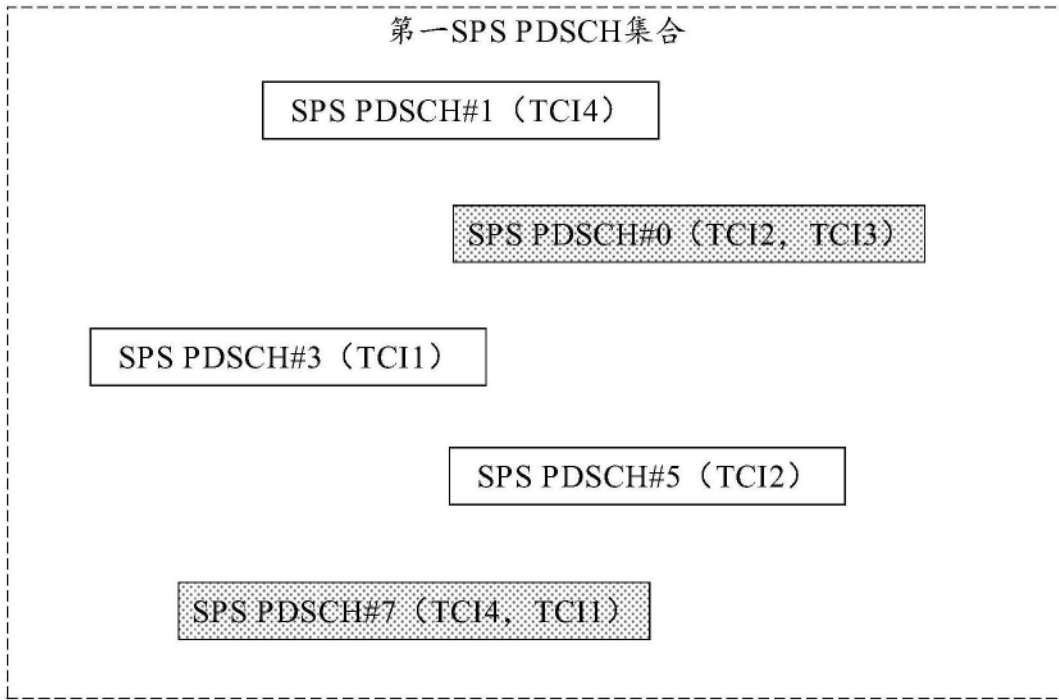 第一SPS PDSCH集合
SPS PDSCH#1（TCI4）
SPS PDSCH#0（TCI2，TCI3）
SPS PDSCH#3（TCI1）
SPS PDSCH#5（TCI2）
SPS PDSCH#7（TCI4，TCI1）